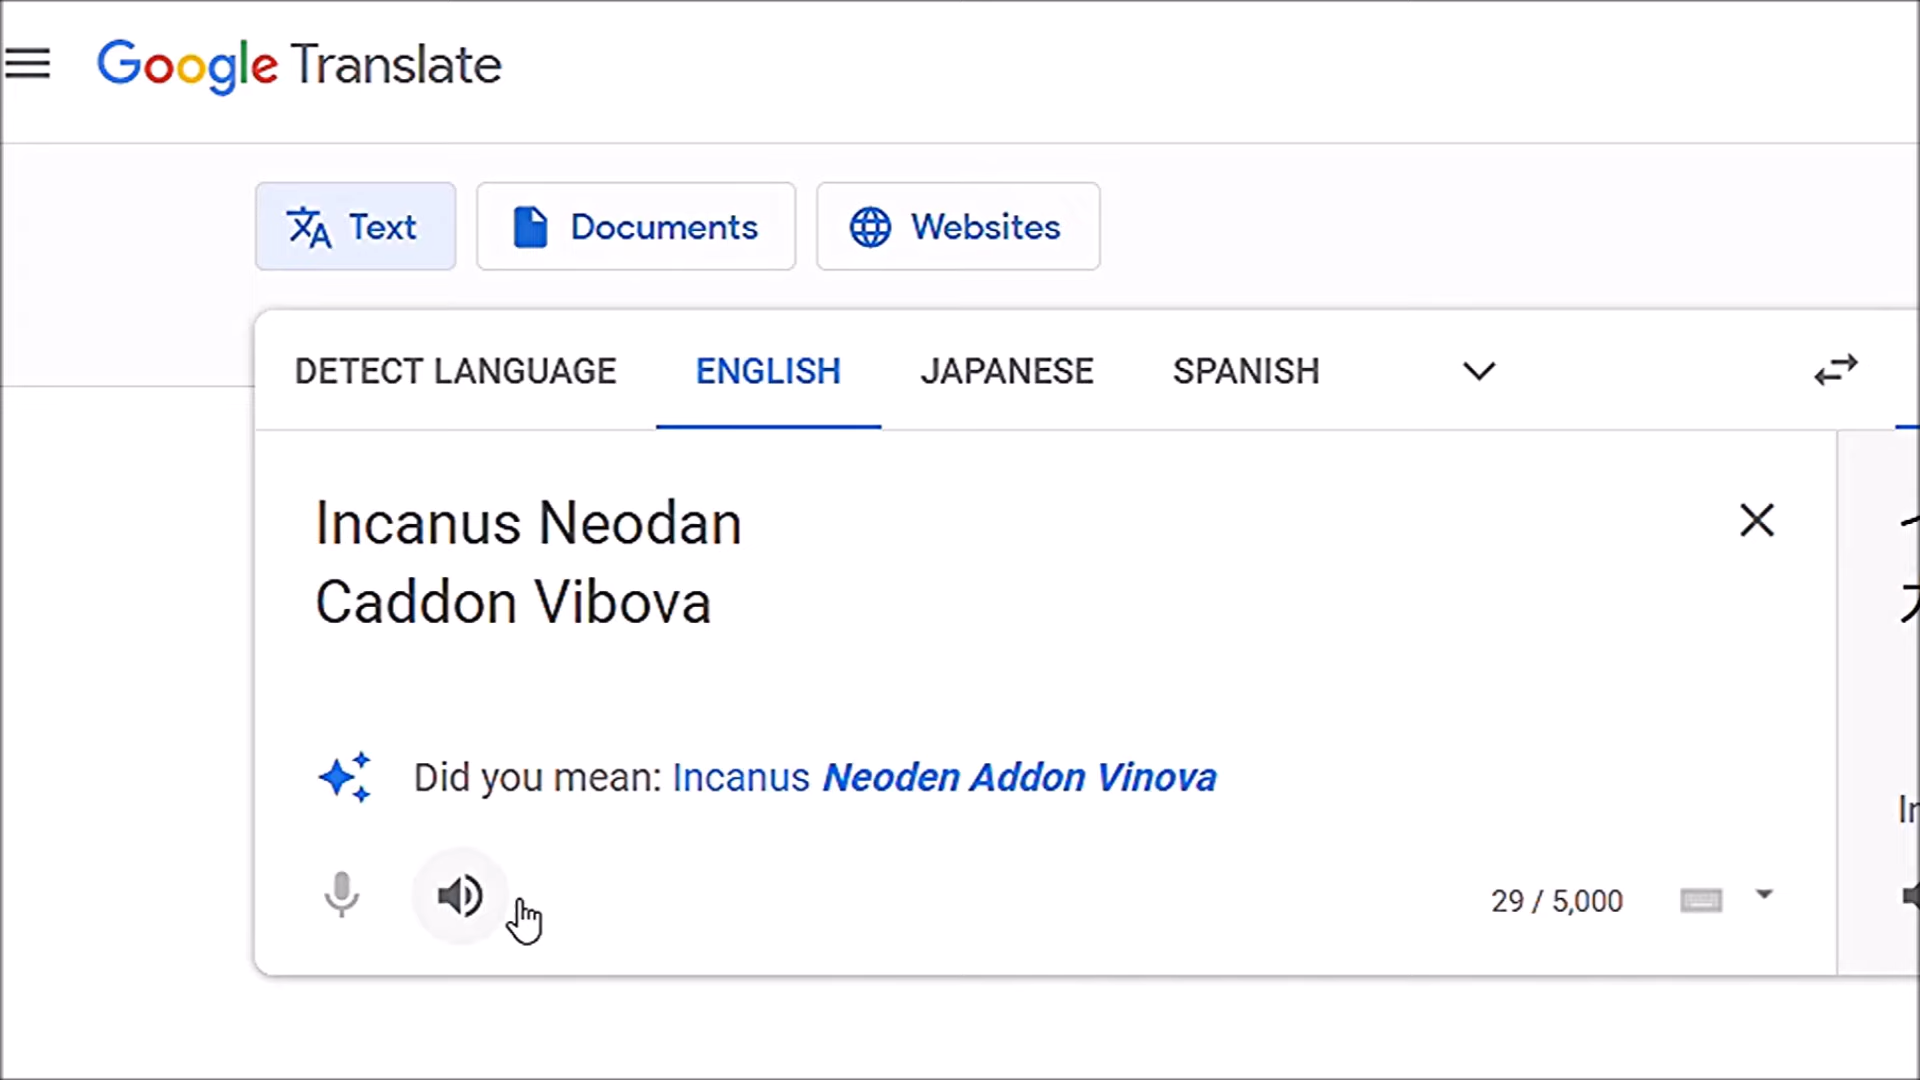 Google Translate
Text
Documents
Websites
DETECT LANGUAGE
ENGLISH
JAPANESE
SPANISH
Incanus Neodan
Caddon Vibova
Did you mean: Incanus Neoden Addon Vinova
29 / 5,000